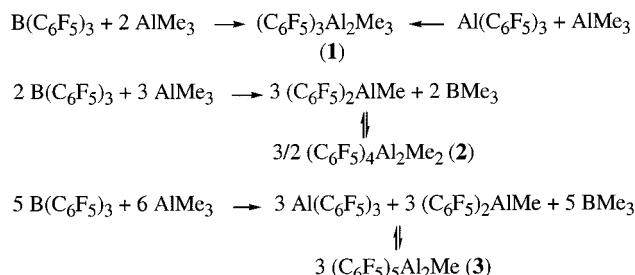 B(C₆F₅)₃ + 2 AlMe₃ ⟶ (C₆F₅)₃Al₂Me₃ ⟵ Al(C₆F₅)₃ + AlMe₃
(1)
2 B(C₆F₅)₃ + 3 AlMe₃ ⟶ 3 (C₆F₅)₂AlMe + 2 BMe₃
⇌
3/2 (C₆F₅)₄Al₂Me₂ (2)
5 B(C₆F₅)₃ + 6 AlMe₃ ⟶ 3 Al(C₆F₅)₃ + 3 (C₆F₅)₂AlMe + 5 BMe₃
⇌
3 (C₆F₅)₅Al₂Me (3)